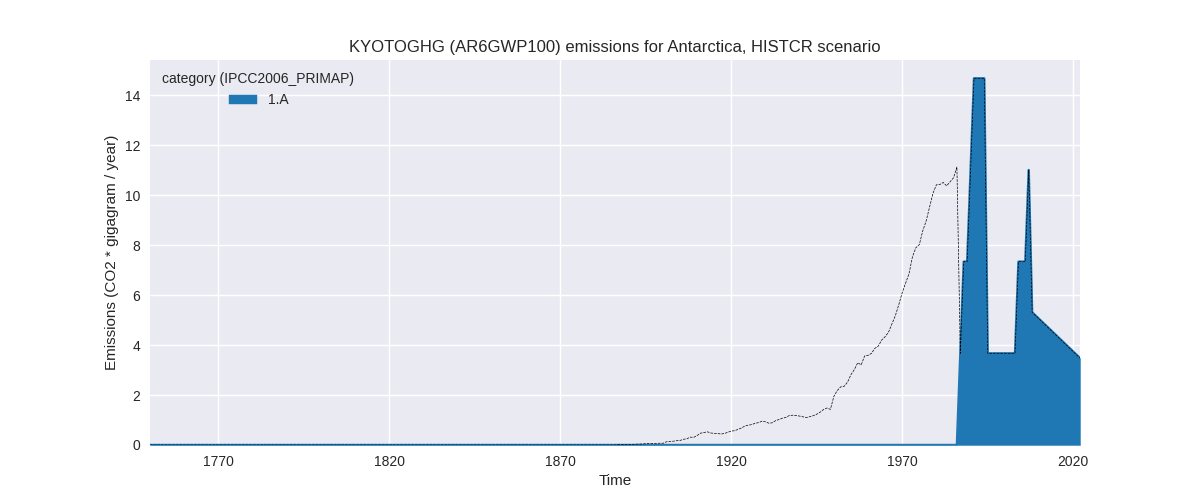 KYOTOGHG (AR6GWP100) emissions for Antarctica, HISTCR scenario
category (IPCC2006_PRIMAP)
1.A
Emissions (CO2 * gigagram / year)
14
12
10
8
6
4
2
0
1770
1820
1870
1920
1970
2020
Time